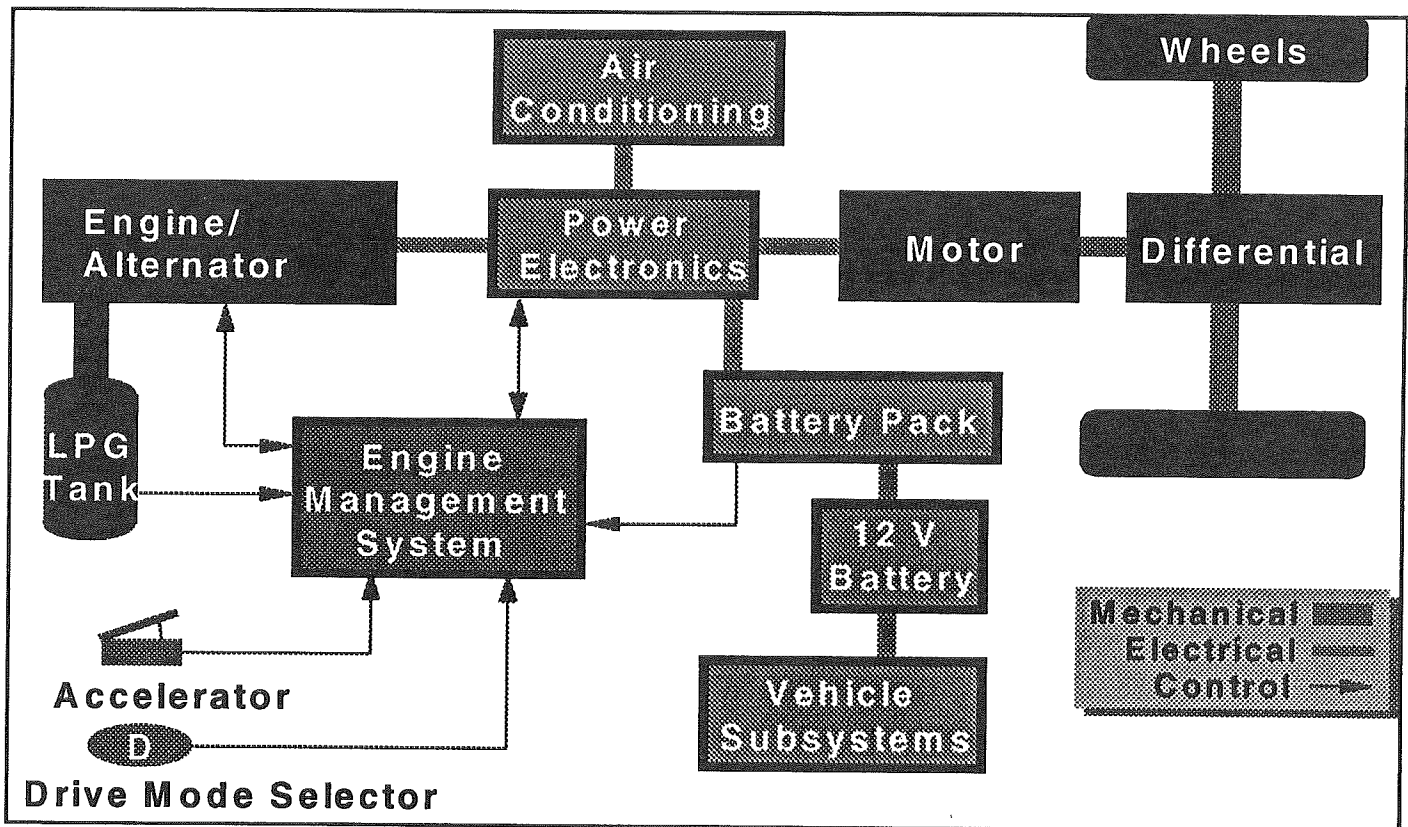 Air
Conditioning
Wheels
Engine/
Alternator
Power
Electronics
Motor
Differential
LPG
Tank
Engine
Management
System
Battery Pack
12 V
Battery
Vehicle
Subsystems
Accelerator
D
Drive Mode Selector
Mechanical
Electrical
Control